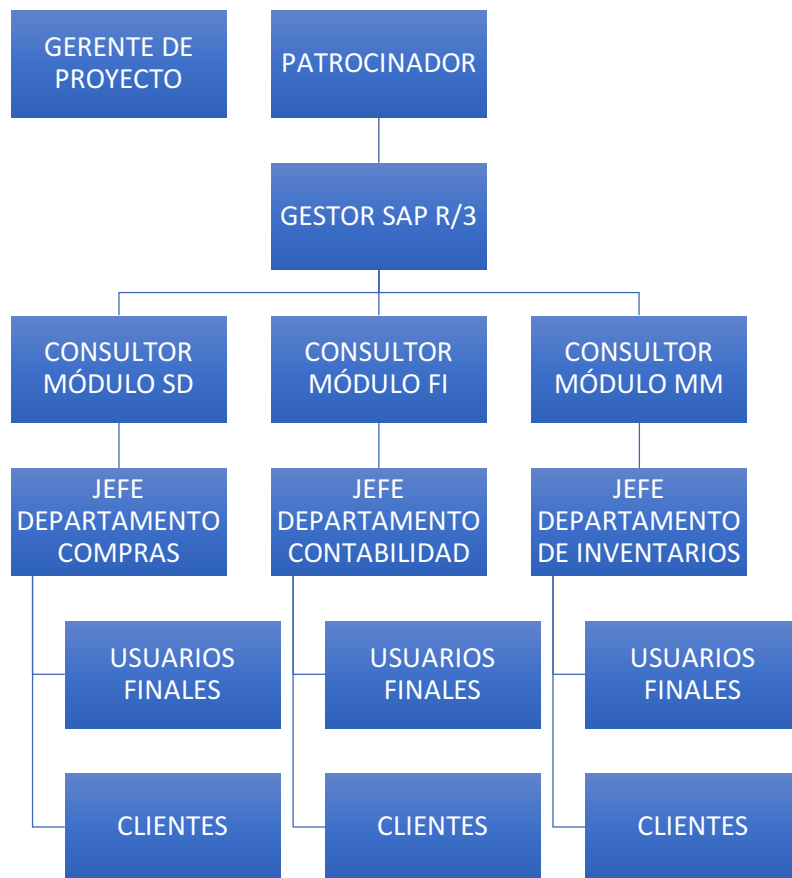 GERENTE DE
PROYECTO
PATROCINADOR
GESTOR SAP R/3
CONSULTOR
MÓDULO SD
CONSULTOR
MÓDULO FI
CONSULTOR
MÓDULO MM
JEFE
DEPARTAMENTO
COMPRAS
JEFE
DEPARTAMENTO
CONTABILIDAD
JEFE
DEPARTAMENTO
DE INVENTARIOS
USUARIOS
FINALES
USUARIOS
FINALES
USUARIOS
FINALES
CLIENTES
CLIENTES
CLIENTES